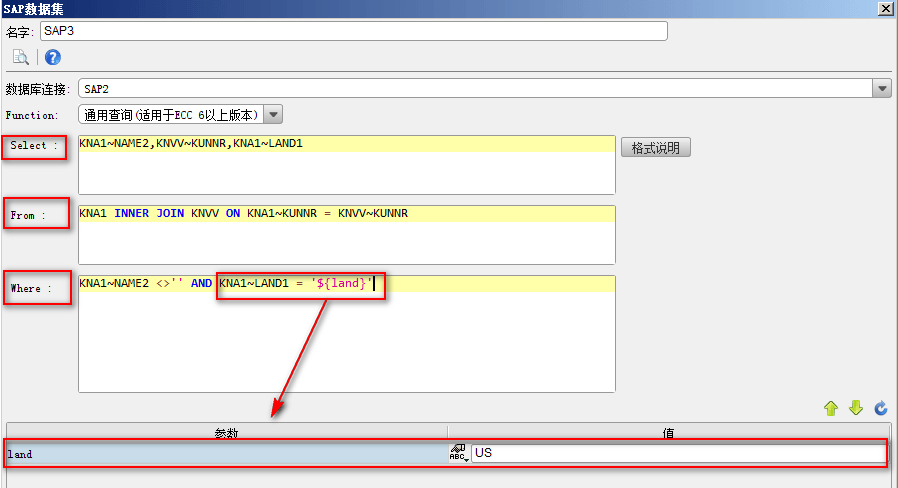 SAP数据集
名字: SAP3
数据库连接: SAP2
Function: 通用查询(适用于ECC 6以上版本)
Select : KNA1~NAME2,KNVV~KUNNR,KNA1~LAND1 格式说明
From : KNA1 INNER JOIN KNVV ON KNA1~KUNNR = KNVV~KUNNR
Where : KNA1~NAME2 <>'' AND KNA1~LAND1 = '${land}'
参数 值
land ABC US